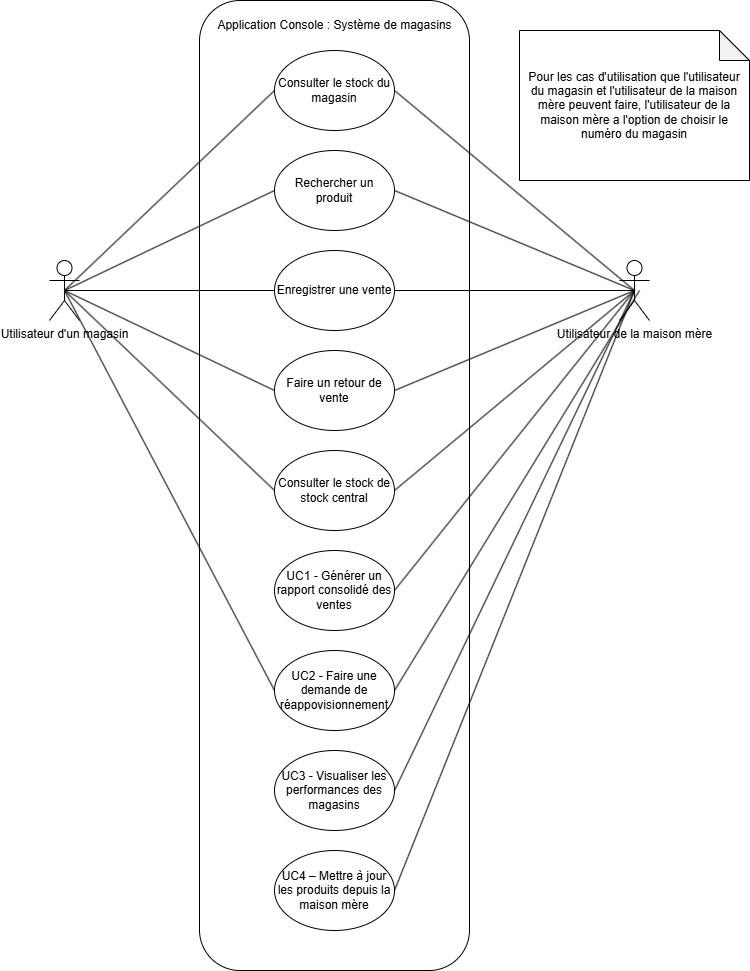 Application Console : Système de magasins
Consulter le stock du
magasin
Pour les cas d'utilisation que l'utilisateur
du magasin et l'utilisateur de la maison
mère peuvent faire, l'utilisateur de la
maison mère a l'option de choisir le
numéro du magasin
Rechercher un
produit
Enregistrer une vente
Utilisateur d'un magasin
Utilisateur de la maison mère
Faire un retour de
vente
Consulter le stock de
stock central
UC1 - Générer un
rapport consolidé des
ventes
UC2 - Faire une
demande de
réappovisionnement
UC3 - Visualiser les
performances des
magasins
UC4 – Mettre à jour
les produits depuis la
maison mère